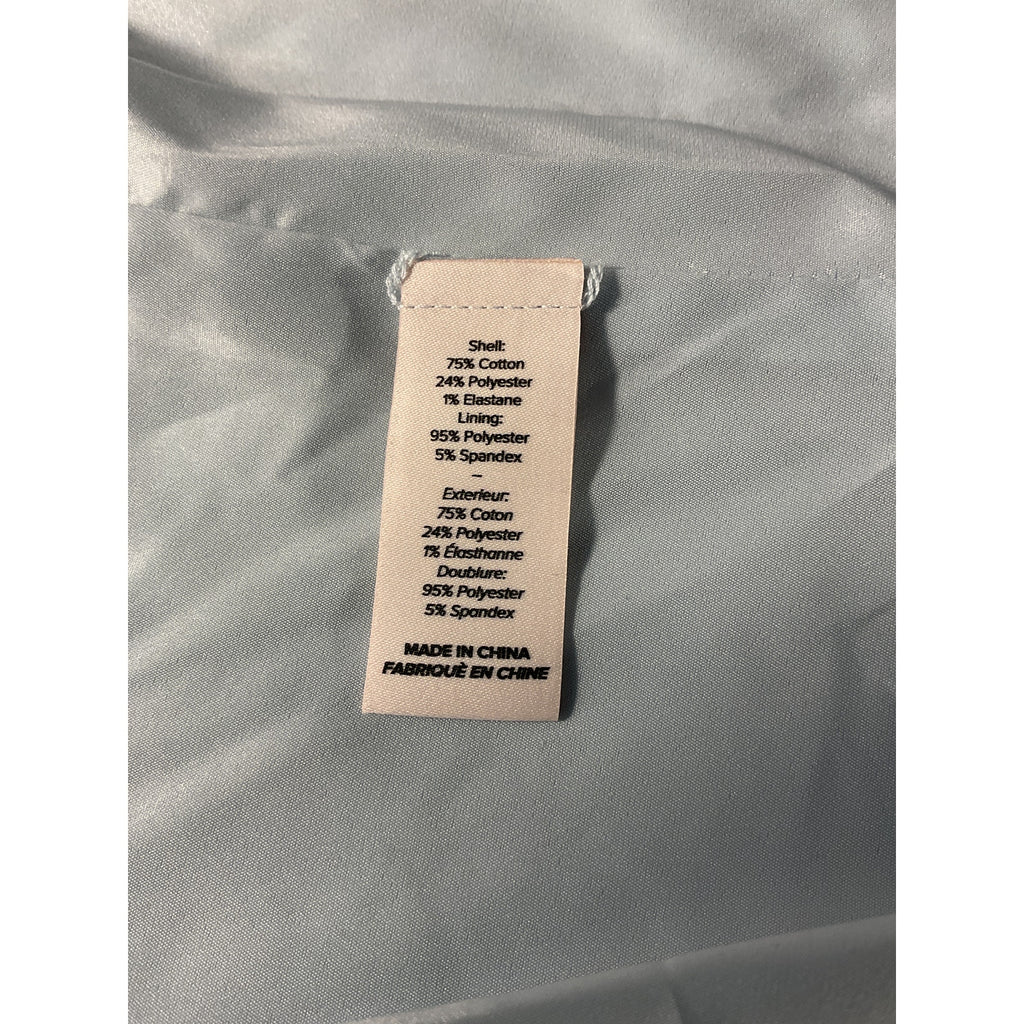 Shell:
75% Cotton
24% Polyester
1% Elastane
Lining:
95% Polyester
5% Spandex
–
Exterieur:
75% Coton
24% Polyester
1% Élasthanne
Doublure:
95% Polyester
5% Spandex
MADE IN CHINA
FABRIQUÈ EN CHINE